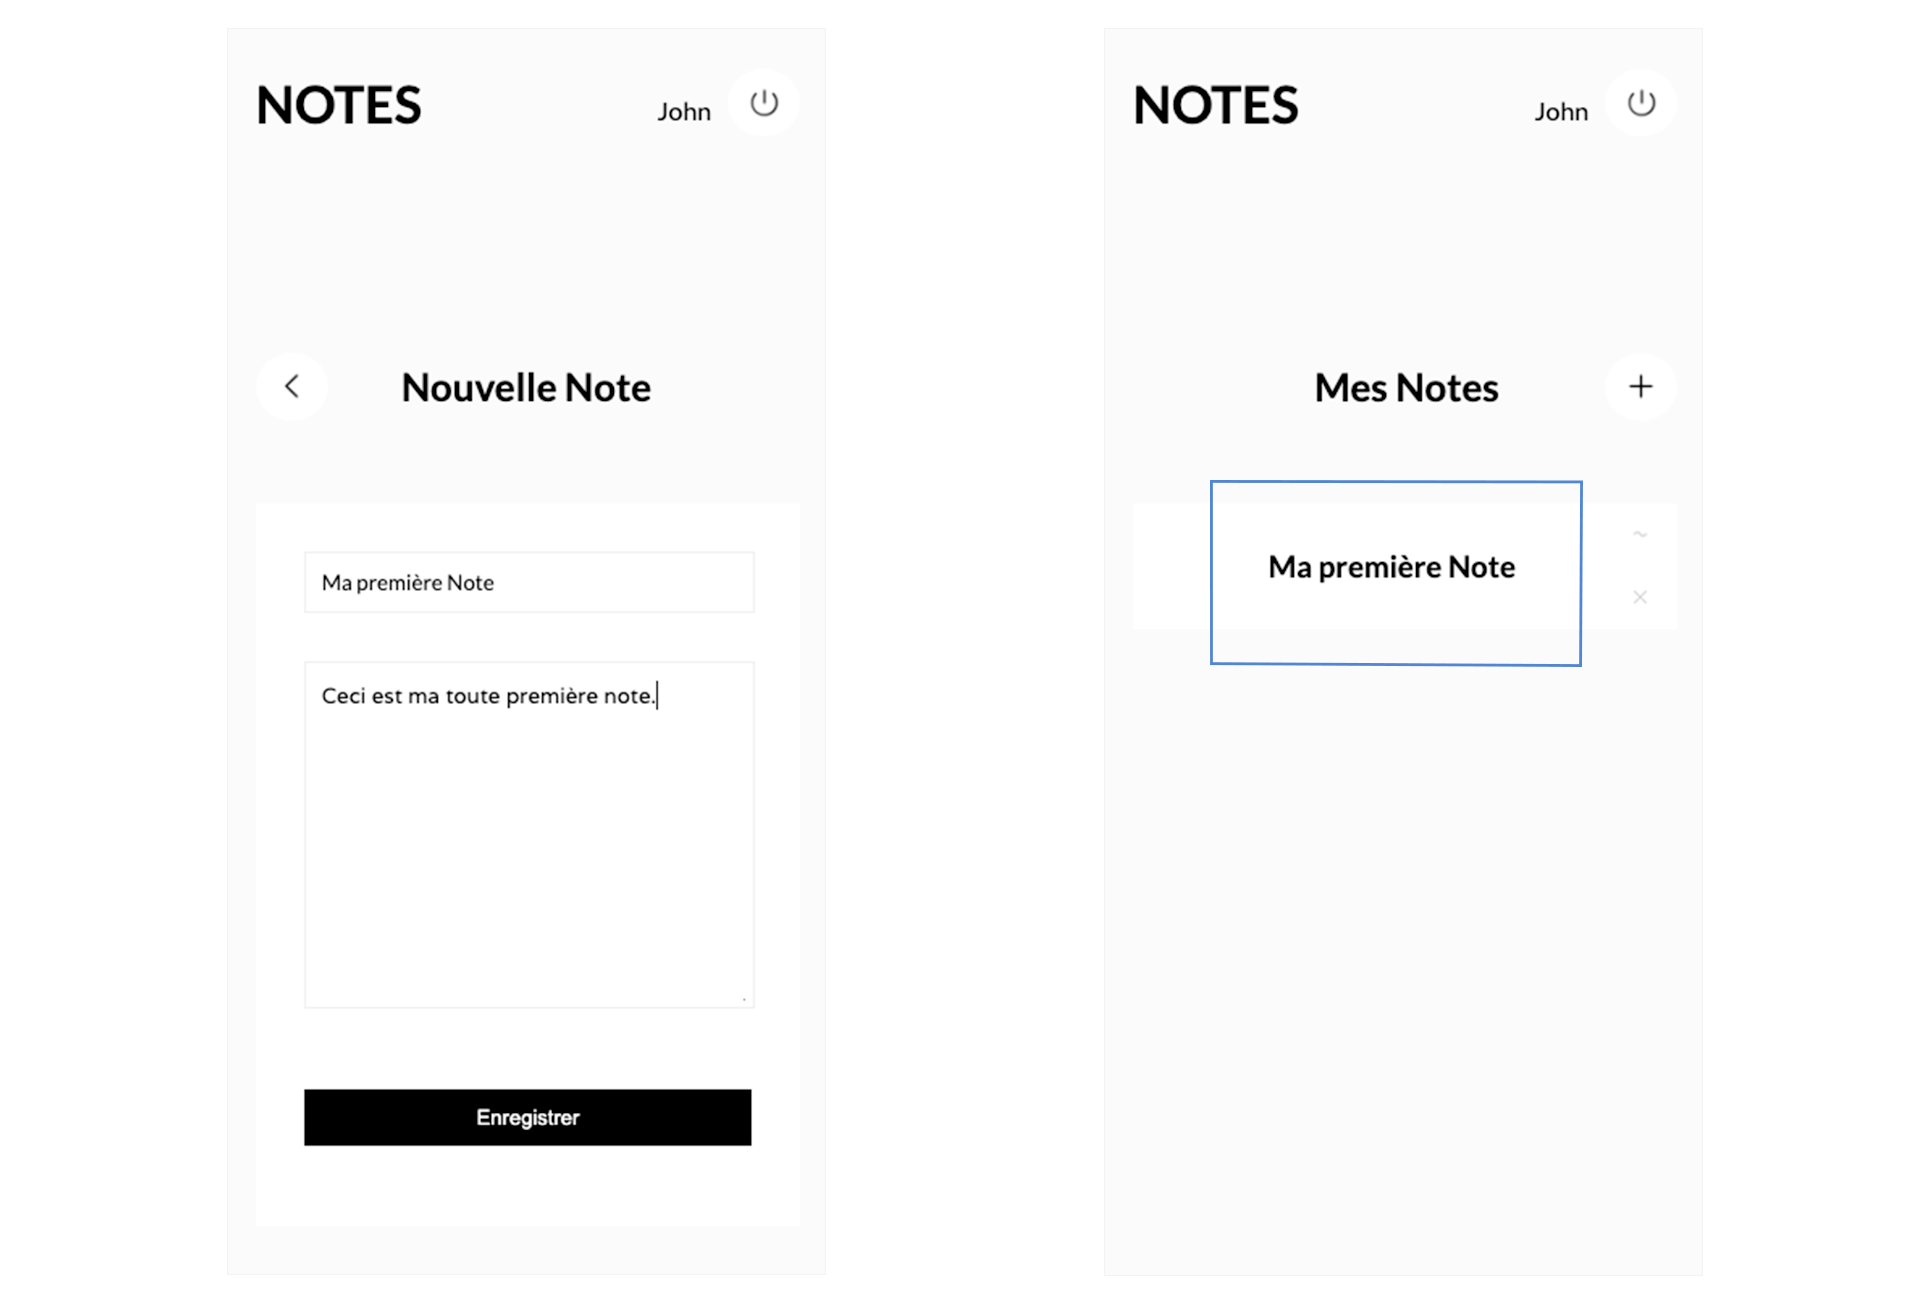 NOTES
John
Nouvelle Note
Ma première Note
Ceci est ma toute première note.
Enregistrer
NOTES
John
Mes Notes
Ma première Note